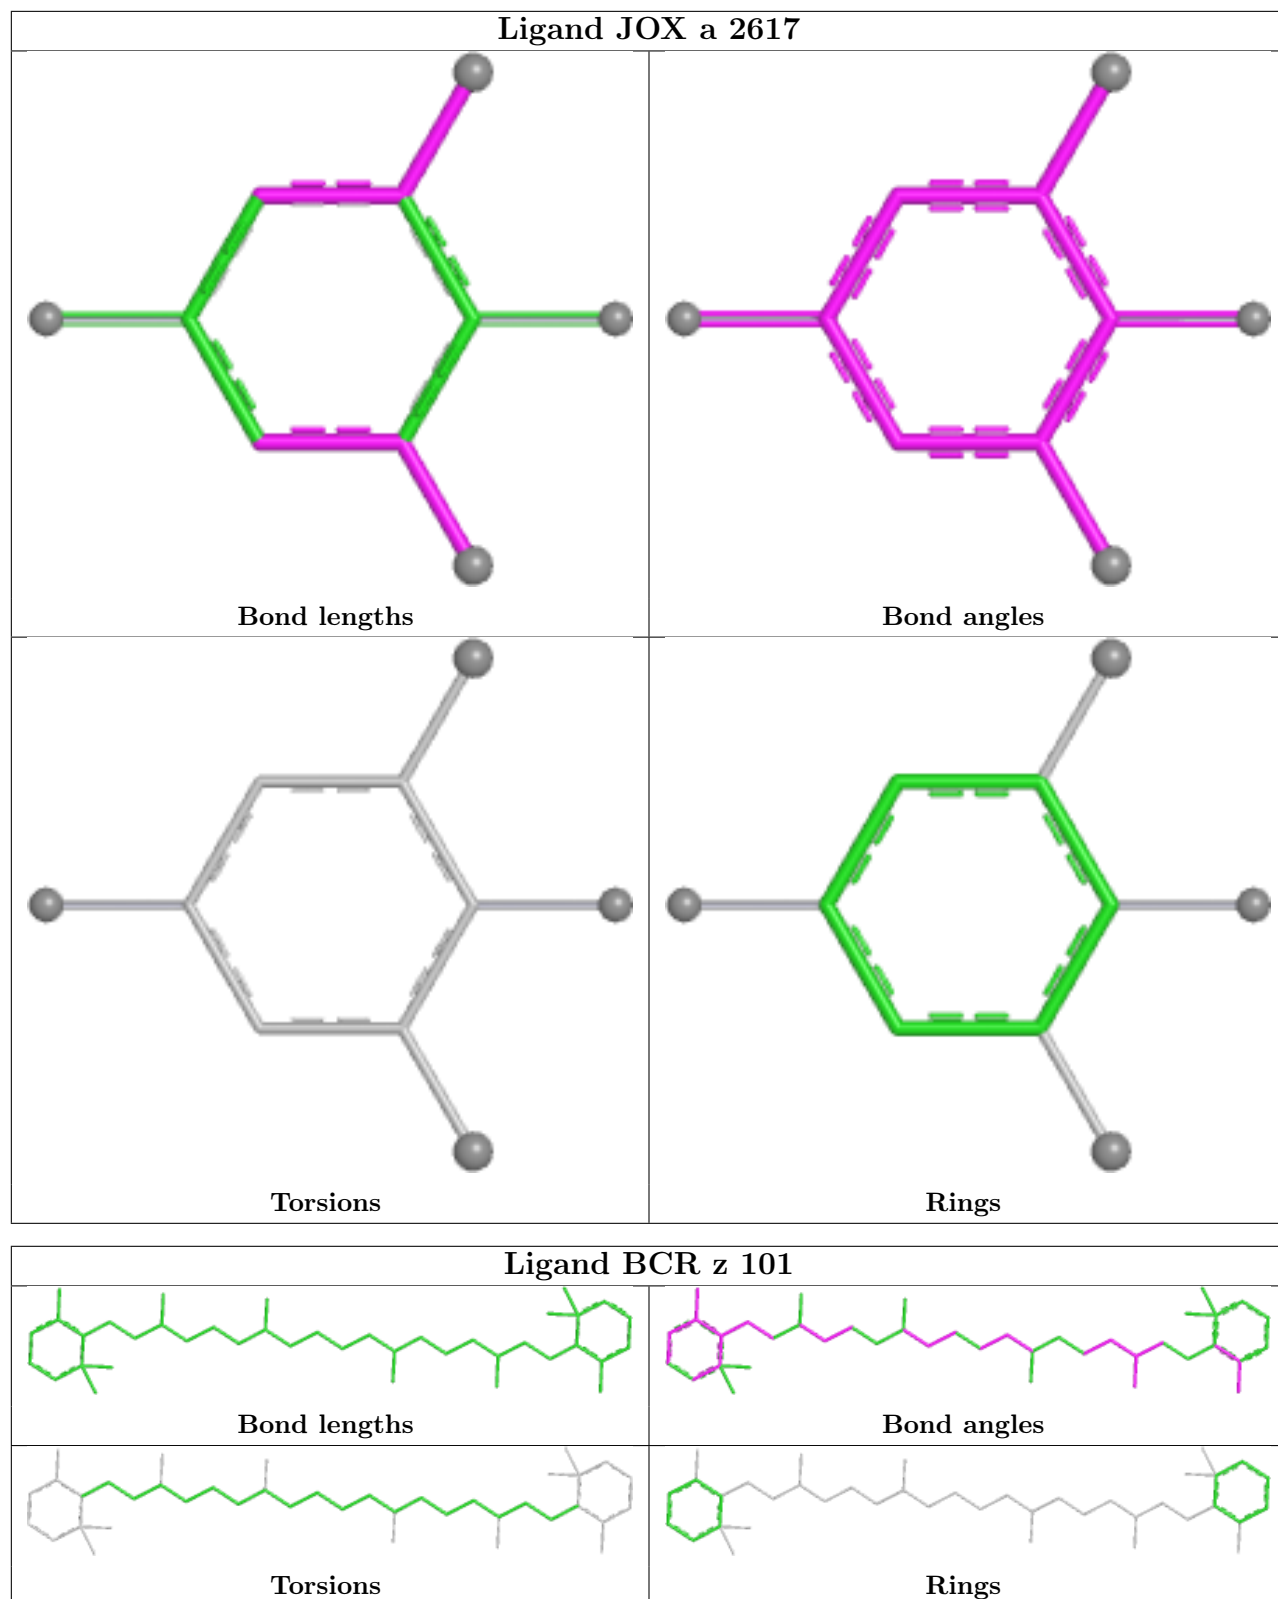 Ligand JOX a 2617
Bond lengths
Bond angles
Torsions
Rings
Ligand BCR z 101
Bond lengths
Bond angles
Torsions
Rings